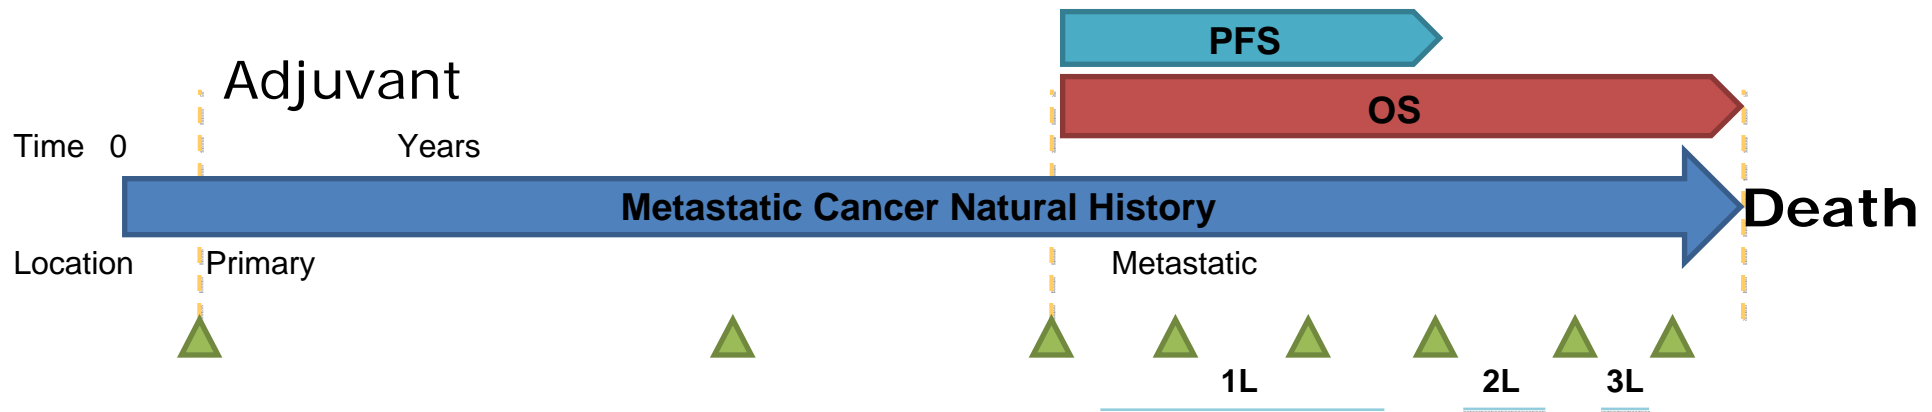 PFS
Adjuvant
OS
Time 0 Years
Metastatic Cancer Natural History
Death
Location Primary Metastatic
1L 2L 3L